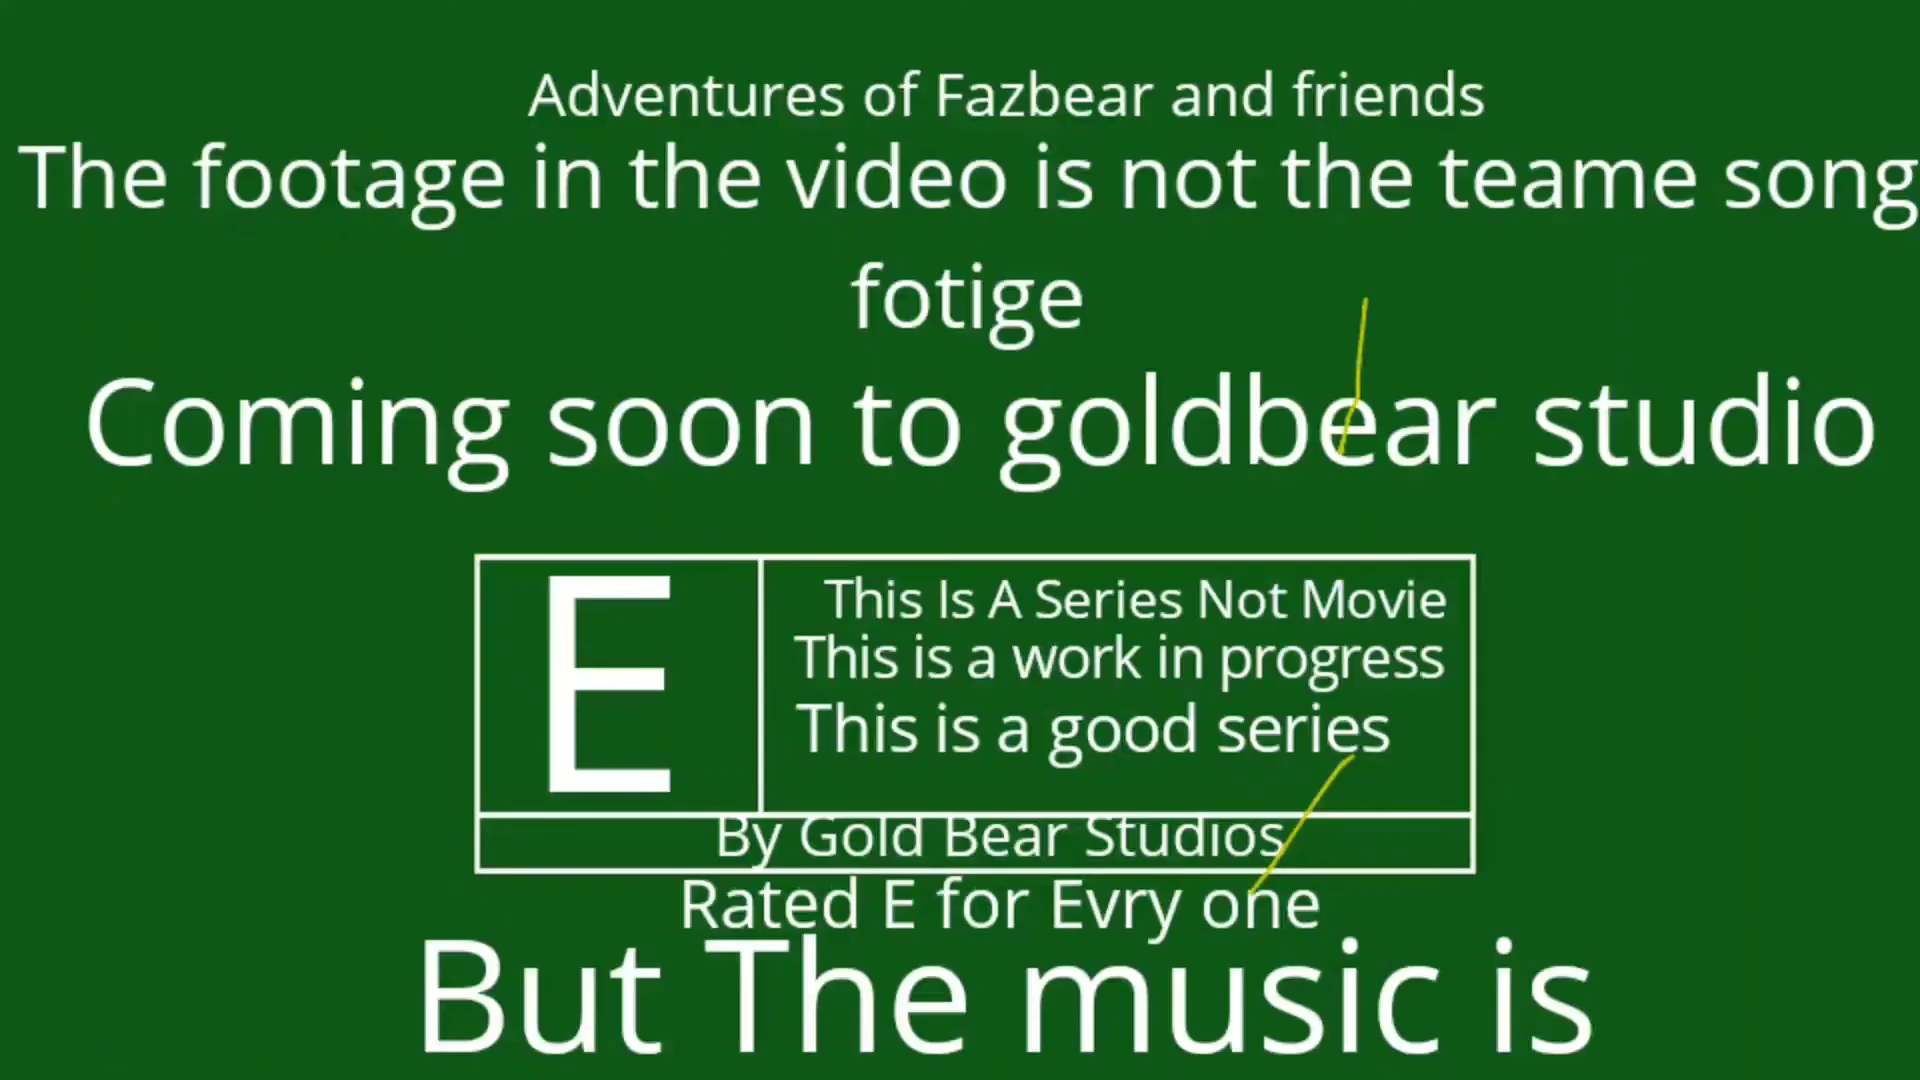 Adventures of Fazbear and friends
The footage in the video is not the teame song
fotige
Coming soon to goldbear studio
E
This Is A Series Not Movie
This is a work in progress
This is a good series
By Gold Bear Studios
Rated E for Evry one
But The music is